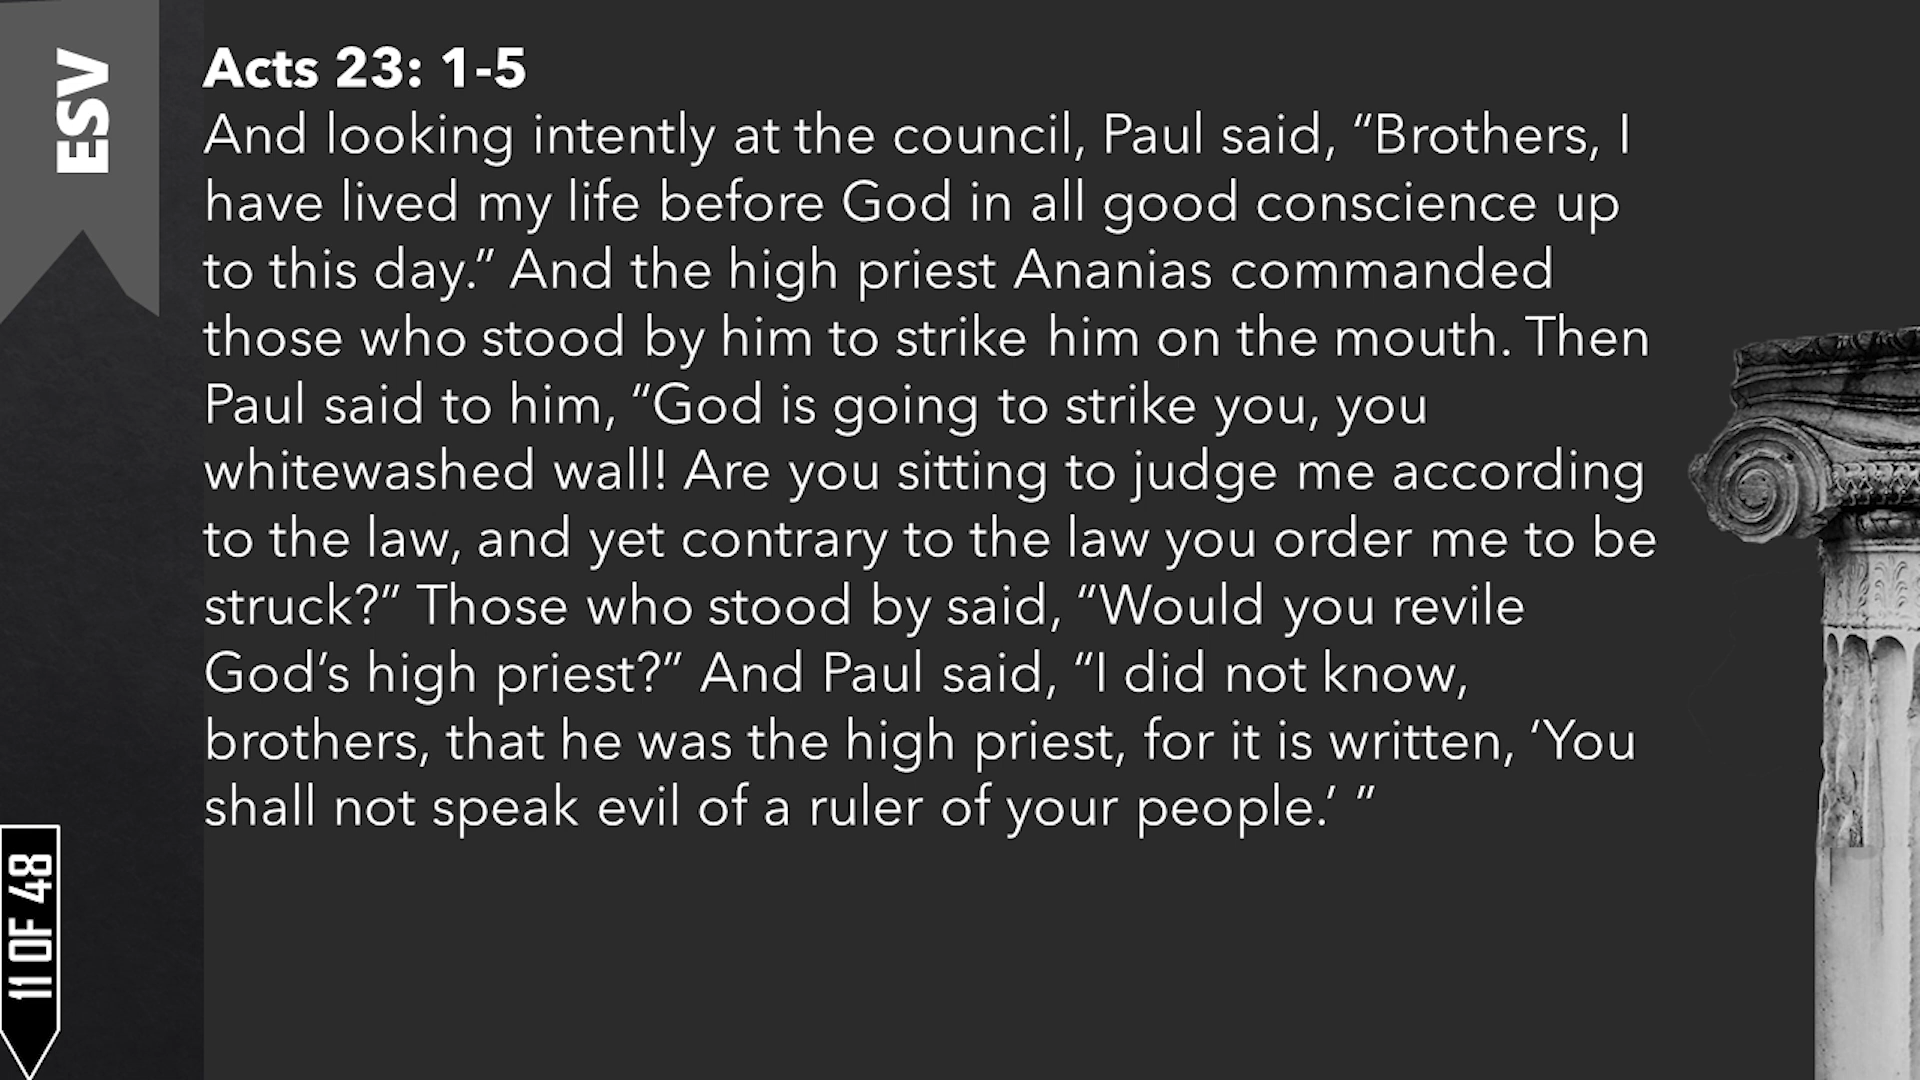 ESV
Acts 23: 1-5
And looking intently at the council, Paul said, “Brothers, I
have lived my life before God in all good conscience up
to this day.” And the high priest Ananias commanded
those who stood by him to strike him on the mouth. Then
Paul said to him, “God is going to strike you, you
whitewashed wall! Are you sitting to judge me according
to the law, and yet contrary to the law you order me to be
struck?” Those who stood by said, “Would you revile
God’s high priest?” And Paul said, “I did not know,
brothers, that he was the high priest, for it is written, ‘You
shall not speak evil of a ruler of your people.’ ”
11 OF 48